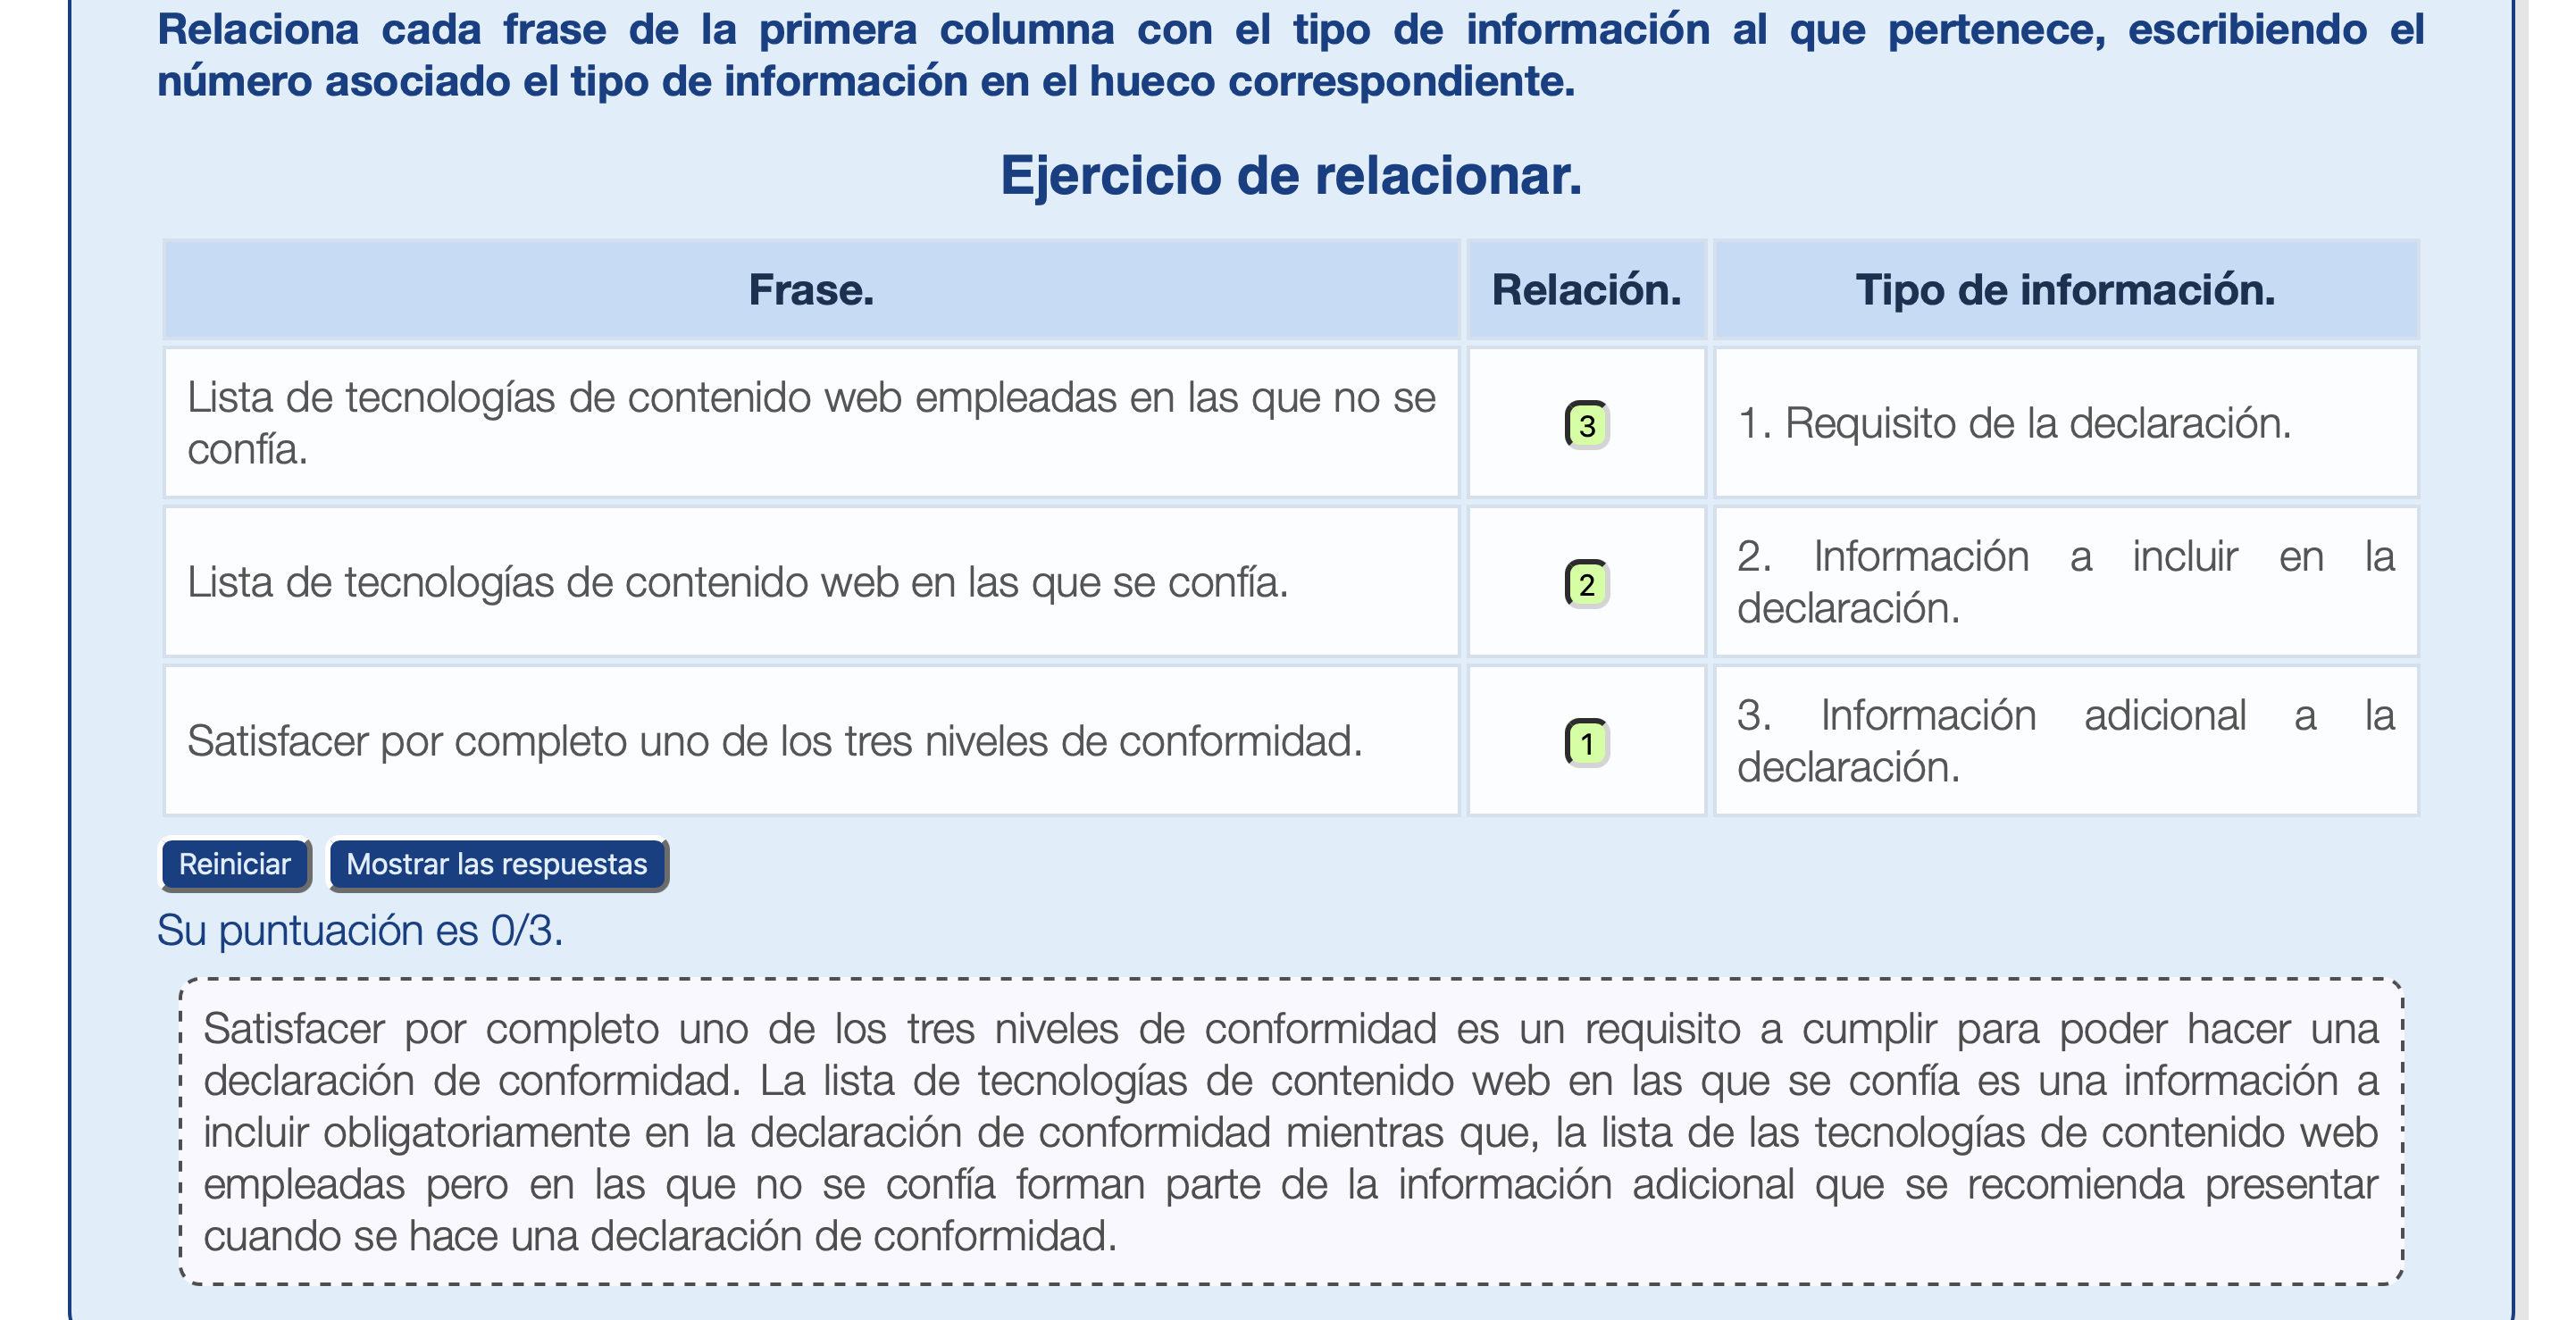 Relaciona cada frase de la primera columna con el tipo de información al que pertenece, escribiendo el
número asociado el tipo de información en el hueco correspondiente.
Ejercicio de relacionar.
Frase.
Relación.
Tipo de información.
Lista de tecnologías de contenido web empleadas en las que no se
confía.
3
1. Requisito de la declaración.
Lista de tecnologías de contenido web en las que se confía.
2
2. Información a incluir en la
declaración.
Satisfacer por completo uno de los tres niveles de conformidad.
1
3. Información adicional a la
declaración.
Reiniciar
Mostrar las respuestas
Su puntuación es 0/3.
Satisfacer por completo uno de los tres niveles de conformidad es un requisito a cumplir para poder hacer una
declaración de conformidad. La lista de tecnologías de contenido web en las que se confía es una información a
incluir obligatoriamente en la declaración de conformidad mientras que, la lista de las tecnologías de contenido web
empleadas pero en las que no se confía forman parte de la información adicional que se recomienda presentar
cuando se hace una declaración de conformidad.